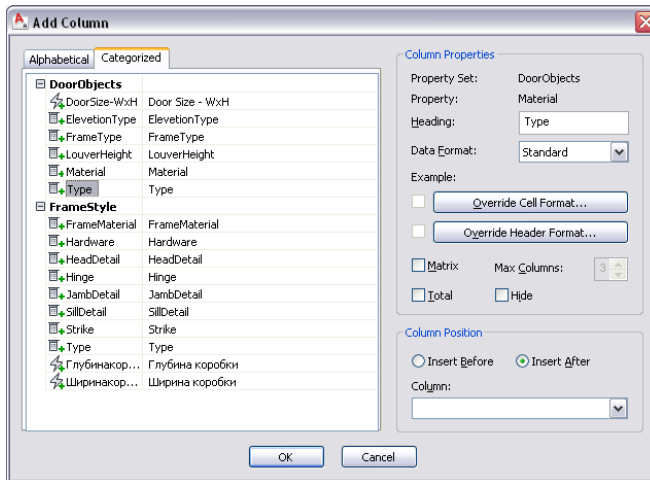 Add Column
Alphabetical Categorized
DoorObjects
DoorSize-WxH Door Size - WxH
ElevetionType ElevetionType
FrameType FrameType
LouverHeight LouverHeight
Material Material
Type Type
FrameStyle
FrameMaterial FrameMaterial
Hardware Hardware
HeadDetail HeadDetail
Hinge Hinge
JambDetail JambDetail
SillDetail SillDetail
Strike Strike
Type Type
Глубинакор... Глубина коробки
Ширинакор... Ширина коробки
Column Properties
Property Set: DoorObjects
Property: Material
Heading: Type
Data Format: Standard
Example:
Override Cell Format...
Override Header Format...
Matrix Max Columns: 3
Total Hide
Column Position
Insert Before Insert After
Column:
OK Cancel